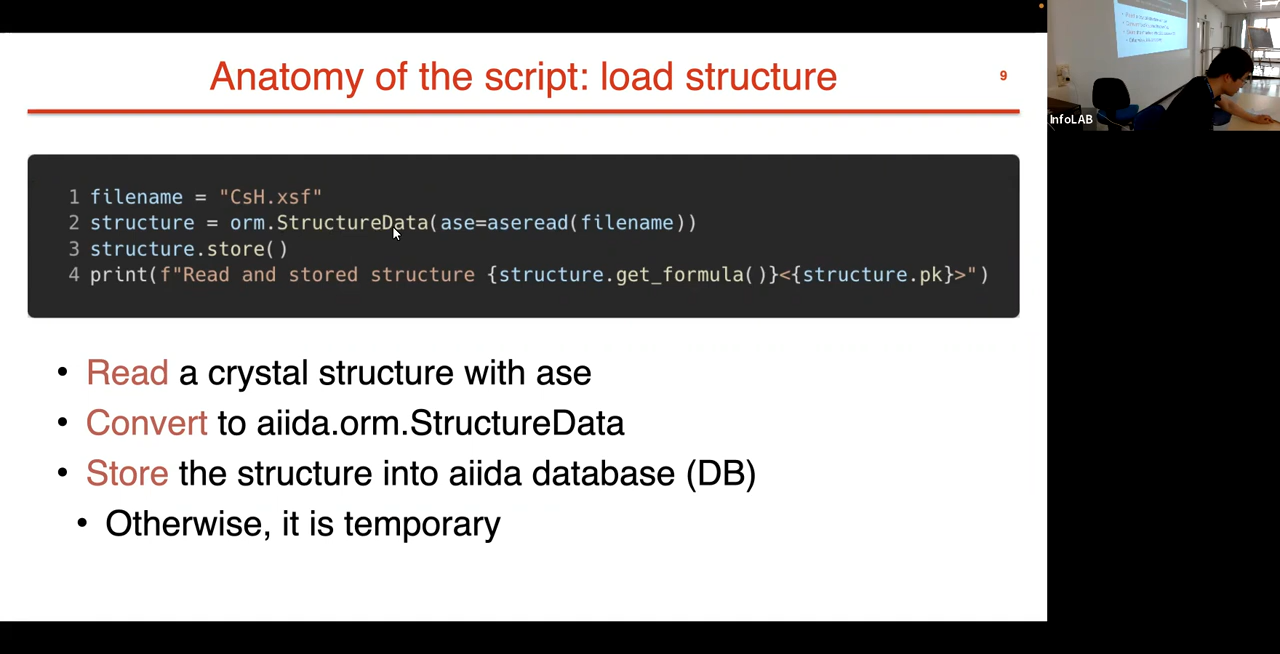 Anatomy of the script: load structure
9
1 filename = "CsH.xsf"
2 structure = orm.StructureData(ase=aseread(filename))
3 structure.store()
4 print(f"Read and stored structure {structure.get_formula()}<{structure.pk}>")
• Read a crystal structure with ase
• Convert to aiida.orm.StructureData
• Store the structure into aiida database (DB)
• Otherwise, it is temporary
InfoLAB